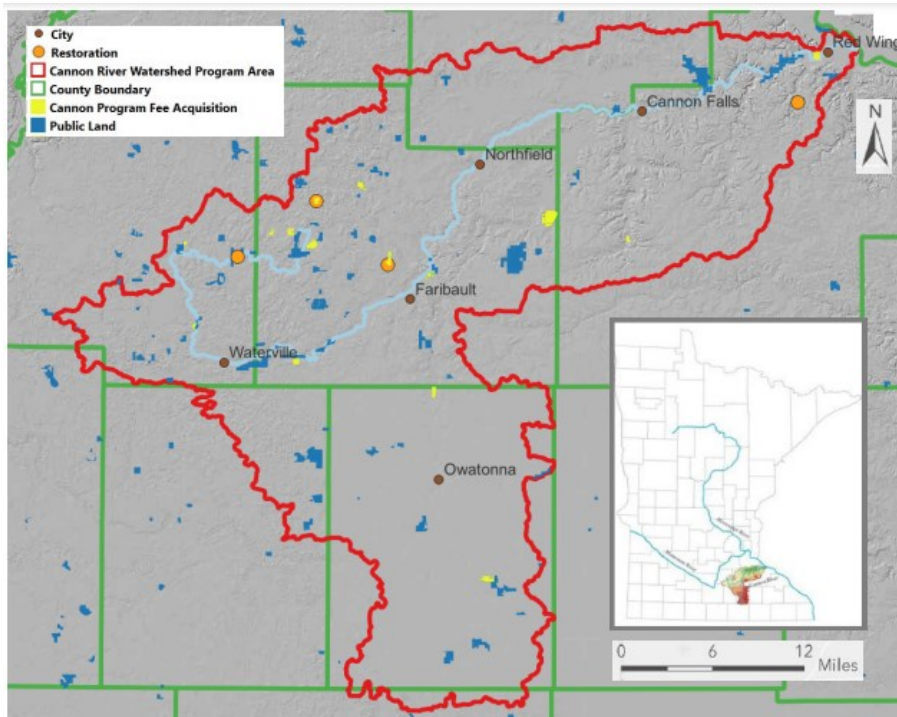 City
Restoration
Cannon River Watershed Program Area
County Boundary
Cannon Program Fee Acquisition
Public Land
Red Wing
Cannon Falls
N
Northfield
Faribault
Waterville
Owatonna
0 6 12
Miles